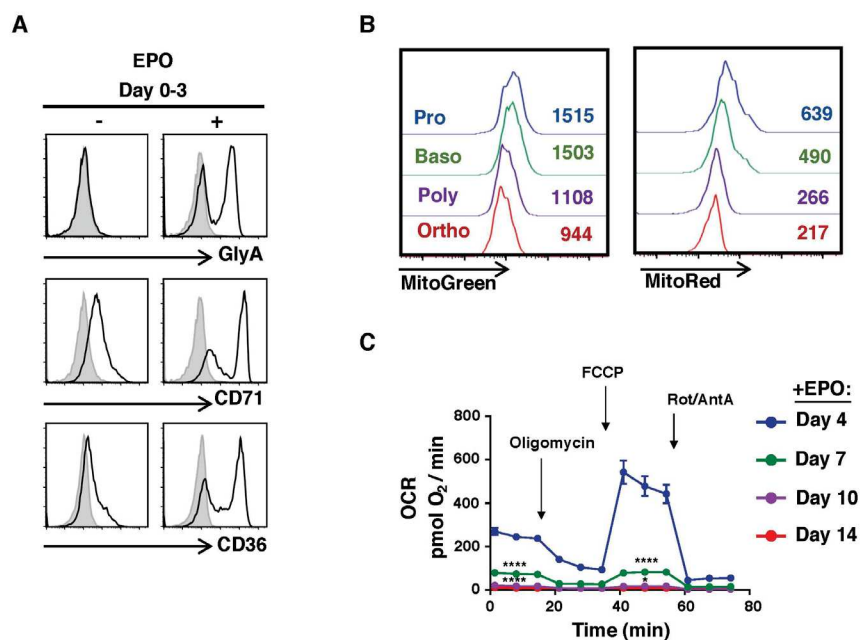 A
EPO
Day 0-3
- +
GlyA
CD71
CD36
B
Pro 1515
Baso 1503
Poly 1108
Ortho 944
MitoGreen
639
490
266
217
MitoRed
C
FCCP
Rot/AntA
Oligomycin
+EPO:
Day 4
Day 7
Day 10
Day 14
OCR
pmol O₂ / min
800
600
400
200
0
****
****
****
*
0 20 40 60 80
Time (min)